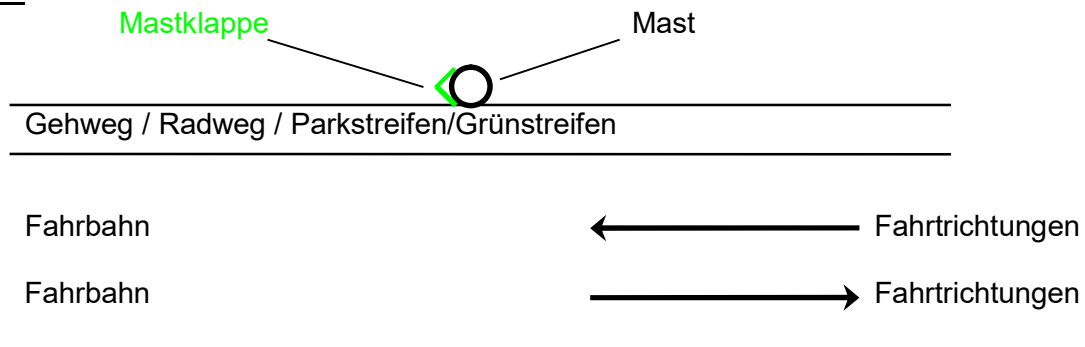 Mastklappe
Mast
Gehweg / Radweg / Parkstreifen/Grünstreifen
Fahrbahn
Fahrtrichtungen
Fahrbahn
Fahrtrichtungen